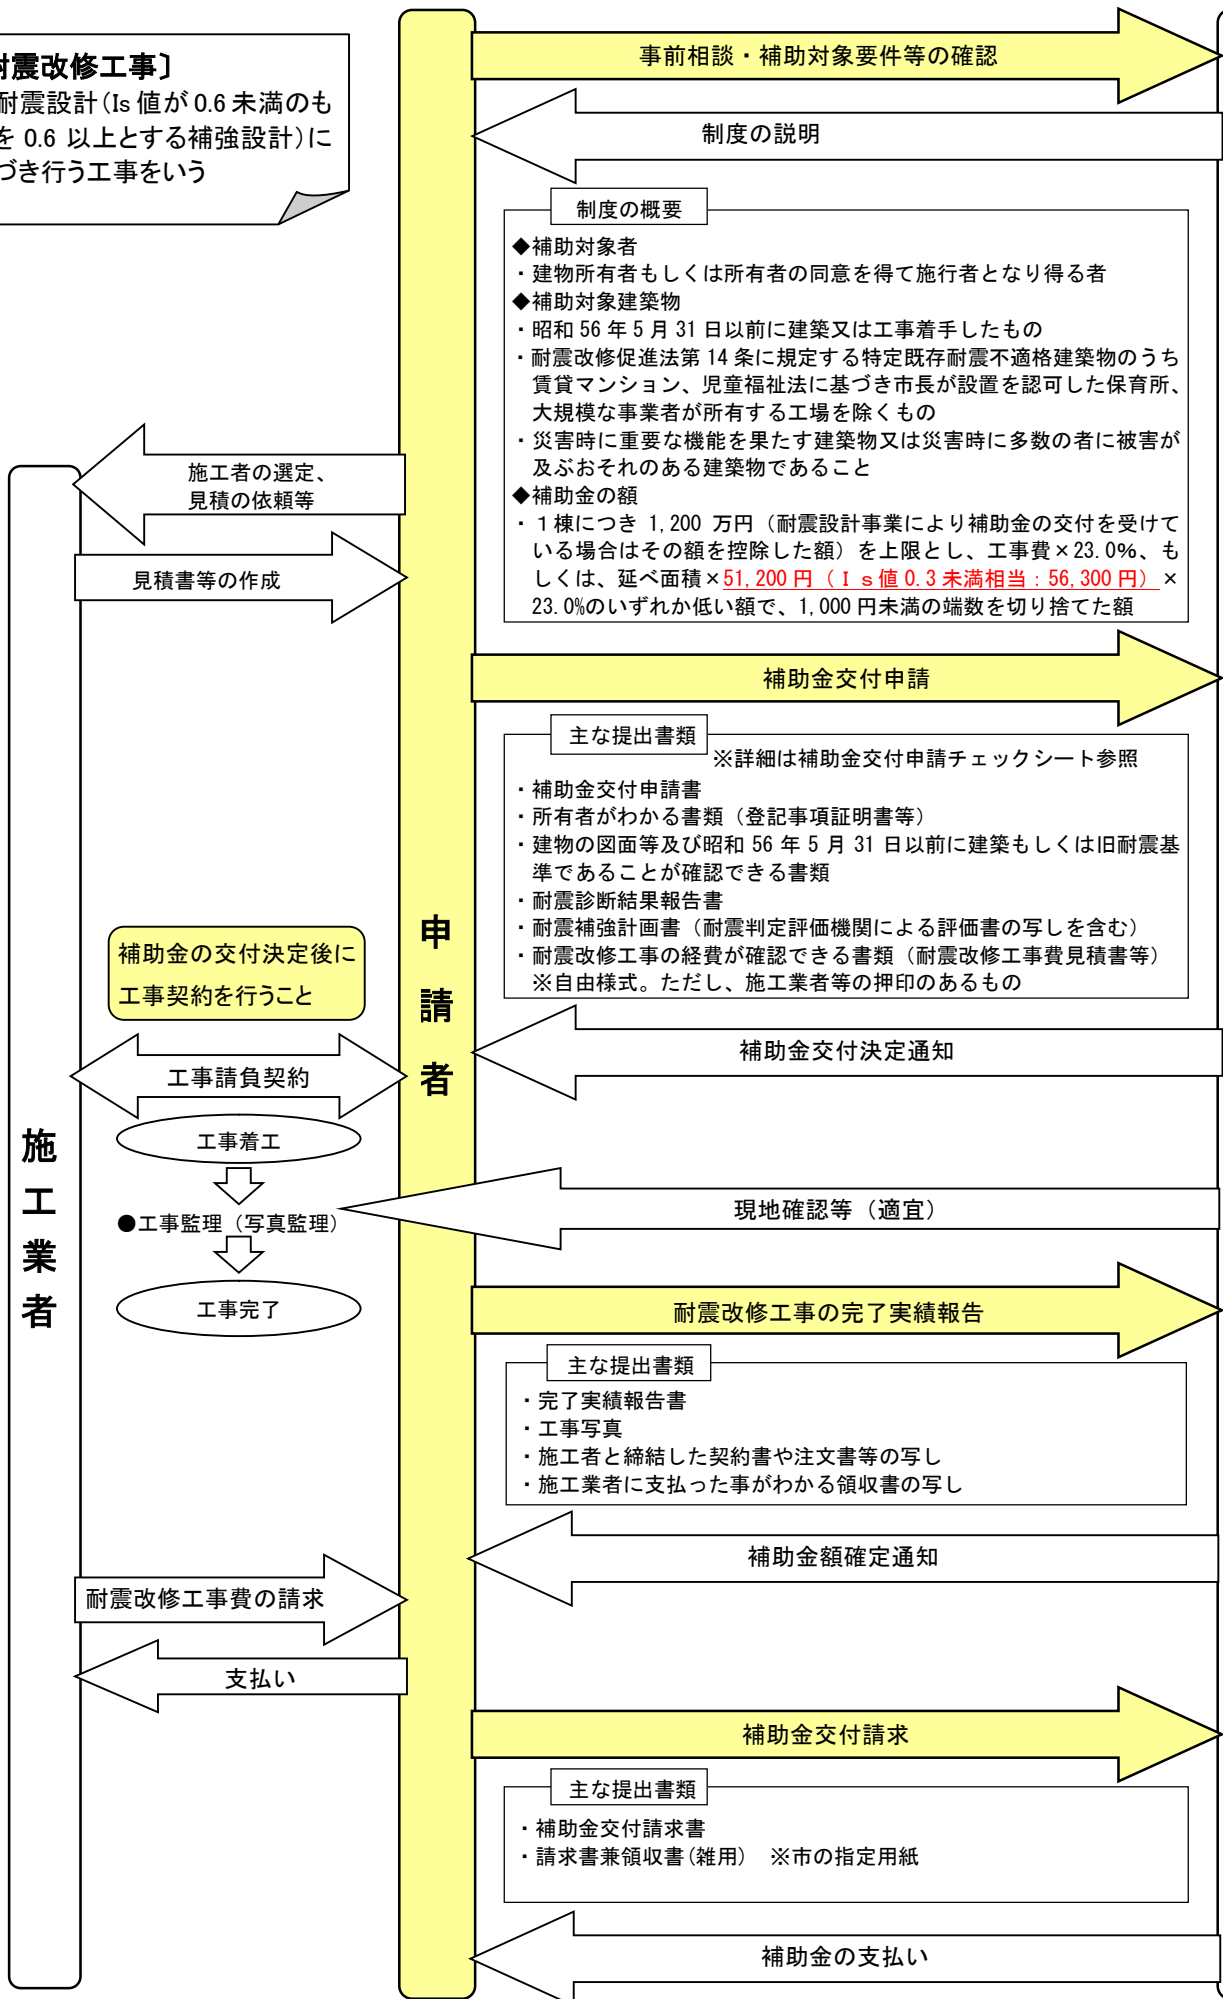 耐震改修工事〕
耐震設計（Is 値が 0.6 未満のも
を 0.6 以上とする補強設計）に
づき行う工事をいう
事前相談・補助対象要件等の確認
制度の説明
制度の概要
◆補助対象者
・建物所有者もしくは所有者の同意を得て施行者となり得る者
◆補助対象建築物
・昭和 56 年 5 月 31 日以前に建築又は工事着手したもの
・耐震改修促進法第 14 条に規定する特定既存耐震不適格建築物のうち
賃貸マンション、児童福祉法に基づき市長が設置を認可した保育所、
大規模な事業者が所有する工場を除くもの
・災害時に重要な機能を果たす建築物又は災害時に多数の者に被害が
及ぶおそれのある建築物であること
◆補助金の額
・１棟につき 1,200 万円（耐震設計事業により補助金の交付を受けて
いる場合はその額を控除した額）を上限とし、工事費×23.0%、も
しくは、延べ面積×51,200 円（Ｉｓ値 0.3 未満相当：56,300 円）×
23.0%のいずれか低い額で、1,000 円未満の端数を切り捨てた額
施工者の選定、
見積の依頼等
見積書等の作成
補助金交付申請
主な提出書類
※詳細は補助金交付申請チェックシート参照
・補助金交付申請書
・所有者がわかる書類（登記事項証明書等）
・建物の図面等及び昭和 56 年 5 月 31 日以前に建築もしくは旧耐震基
準であることが確認できる書類
・耐震診断結果報告書
・耐震補強計画書（耐震判定評価機関による評価書の写しを含む）
・耐震改修工事の経費が確認できる書類（耐震改修工事費見積書等）
※自由様式。ただし、施工業者等の押印のあるもの
申請者
補助金の交付決定後に
工事契約を行うこと
補助金交付決定通知
工事請負契約
施工業者
工事着工
現地確認等（適宜）
●工事監理（写真監理）
工事完了
耐震改修工事の完了実績報告
主な提出書類
・完了実績報告書
・工事写真
・施工者と締結した契約書や注文書等の写し
・施工業者に支払った事がわかる領収書の写し
補助金額確定通知
耐震改修工事費の請求
支払い
補助金交付請求
主な提出書類
・補助金交付請求書
・請求書兼領収書(雑用)　※市の指定用紙
補助金の支払い